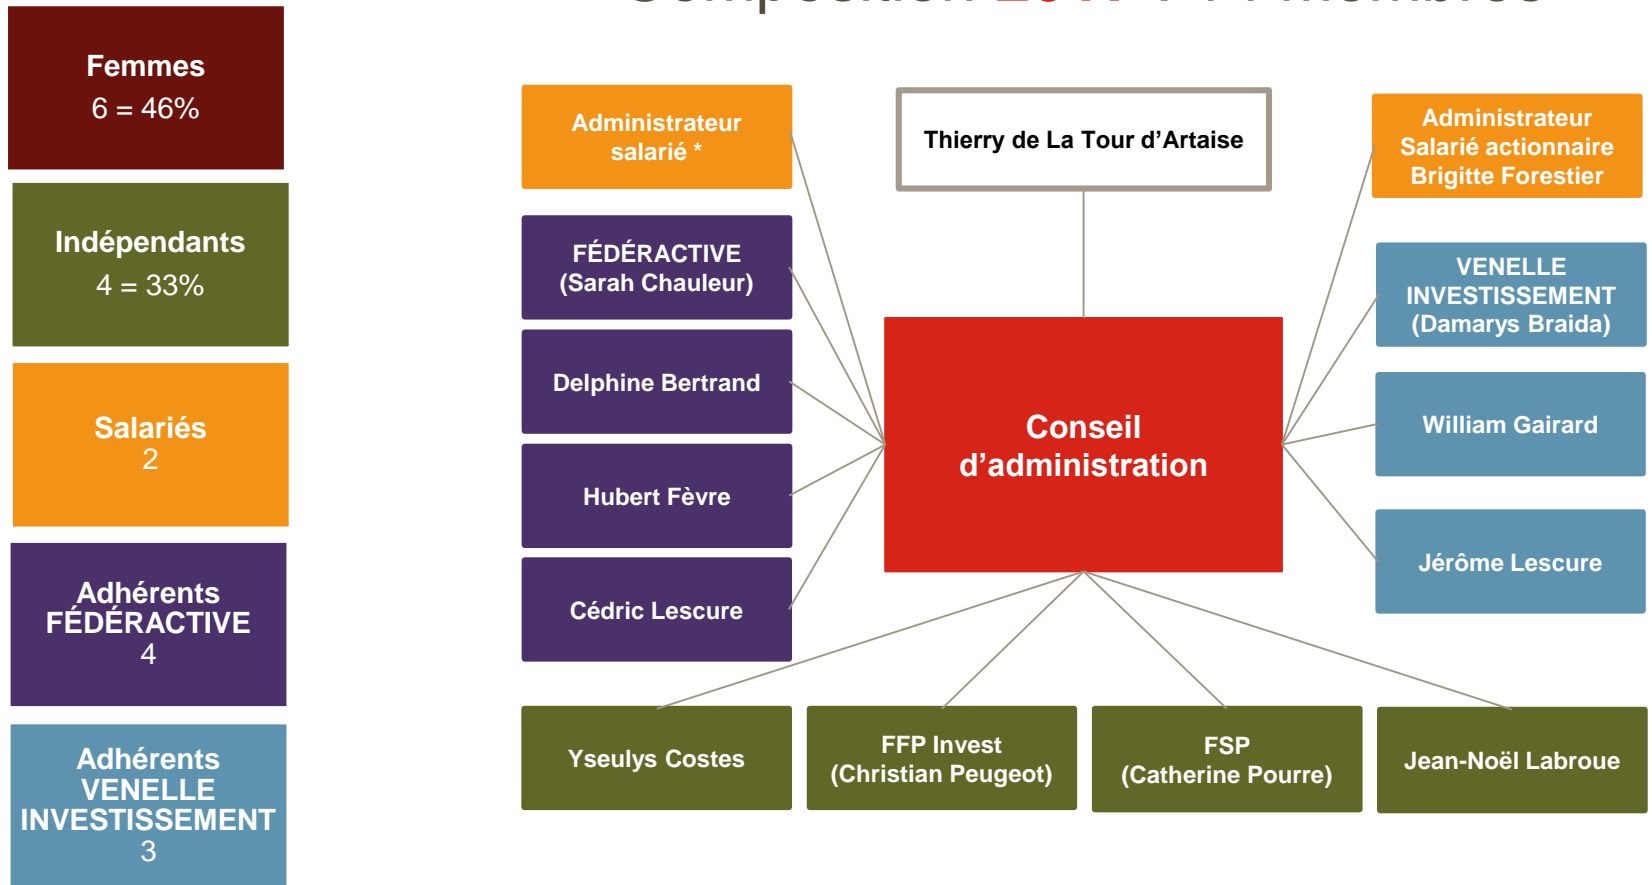 Composition
membres
Femmes
6 = 46%
Indépendants
4 = 33%
Salariés
2
Adhérents
FÉDÉRACTIVE
4
Adhérents
VENELLE
INVESTISSEMENT
3
Administrateur
salarié *
FÉDÉRACTIVE
(Sarah Chauleur)
Delphine Bertrand
Hubert Fèvre
Cédric Lescure
Thierry de La Tour d’Artaise
Conseil
d’administration
Administrateur
Salarié actionnaire
Brigitte Forestier
VENELLE
INVESTISSEMENT
(Damarys Braida)
William Gairard
Jérôme Lescure
Yseulys Costes
FFP Invest
(Christian Peugeot)
FSP
(Catherine Pourre)
Jean-Noël Labroue